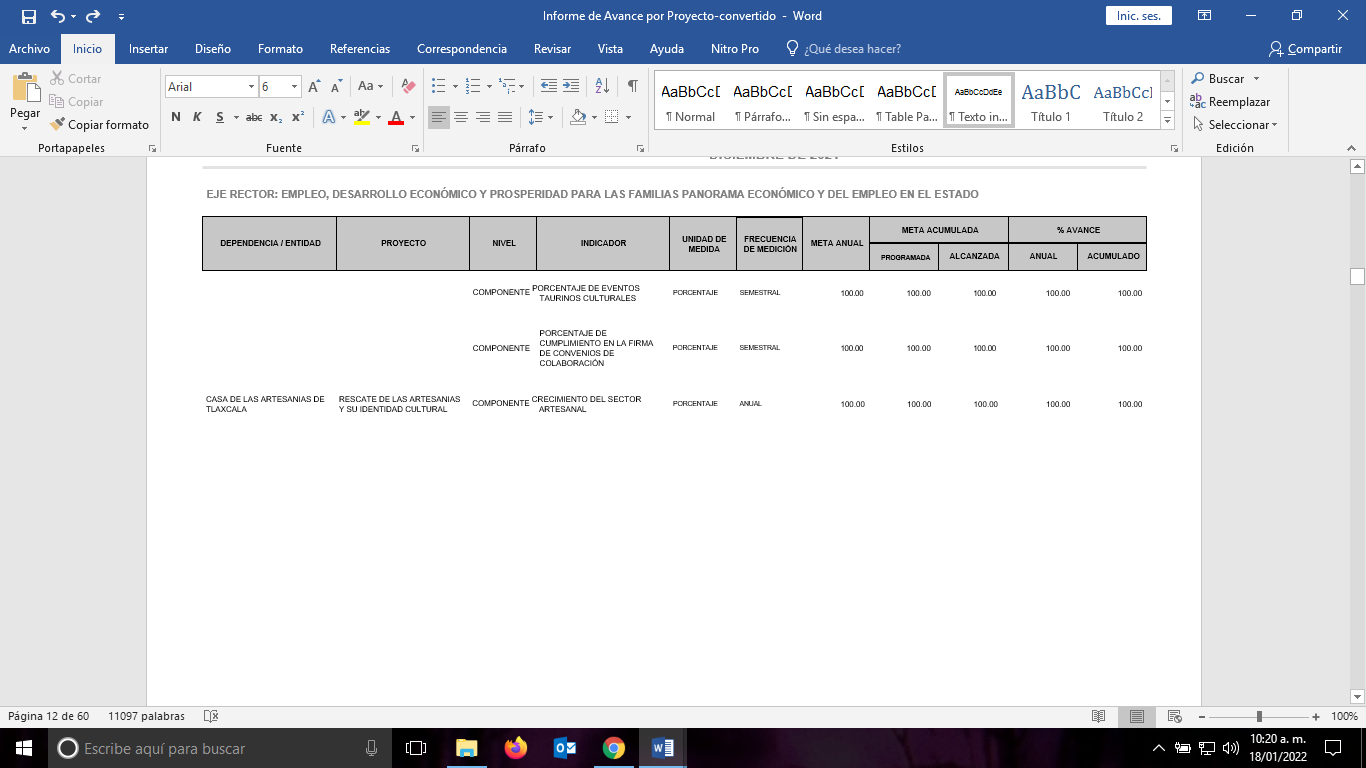 Informe de Avance por Proyecto-convertido - Word
Inic. ses.
Archivo Inicio Insertar Diseño Formato Referencias Correspondencia Revisar Vista Ayuda Nitro Pro ¿Qué desea hacer? Compartir
Pegar
Cortar
Copiar
Copiar formato
Portapapeles
Arial 6
N K S abc x₂ x²
Fuente
Párrafo
AaBbCcD AaBbCcD AaBbCcD AaBbCcD AaBbCcDdEe AaBbC AaBbCcI
¶ Normal ¶ Párrafo... ¶ Sin espa... ¶ Table Pa... ¶ Texto in... Título 1 Título 2
Estilos
Buscar
Reemplazar
Seleccionar
Edición
DICIEMBRE DE 2021
EJE RECTOR: EMPLEO, DESARROLLO ECONÓMICO Y PROSPERIDAD PARA LAS FAMILIAS PANORAMA ECONÓMICO Y DEL EMPLEO EN EL ESTADO
DEPENDENCIA / ENTIDAD
PROYECTO
NIVEL
INDICADOR
UNIDAD DE
MEDIDA
FRECUENCIA
DE MEDICIÓN
META ANUAL
META ACUMULADA
PROGRAMADA ALCANZADA
% AVANCE
ANUAL ACUMULADO
COMPONENTE PORCENTAJE DE EVENTOS
TAURINOS CULTURALES
PORCENTAJE SEMESTRAL 100.00 100.00 100.00 100.00 100.00
COMPONENTE
PORCENTAJE DE
CUMPLIMIENTO EN LA FIRMA
DE CONVENIOS DE
COLABORACIÓN
PORCENTAJE SEMESTRAL 100.00 100.00 100.00 100.00 100.00
CASA DE LAS ARTESANIAS DE
TLAXCALA
RESCATE DE LAS ARTESANIAS
Y SU IDENTIDAD CULTURAL
COMPONENTE CRECIMIENTO DEL SECTOR
ARTESANAL
PORCENTAJE ANUAL 100.00 100.00 100.00 100.00 100.00
Página 12 de 60 11097 palabras
100%
Escribe aquí para buscar
10:20 a. m.
18/01/2022